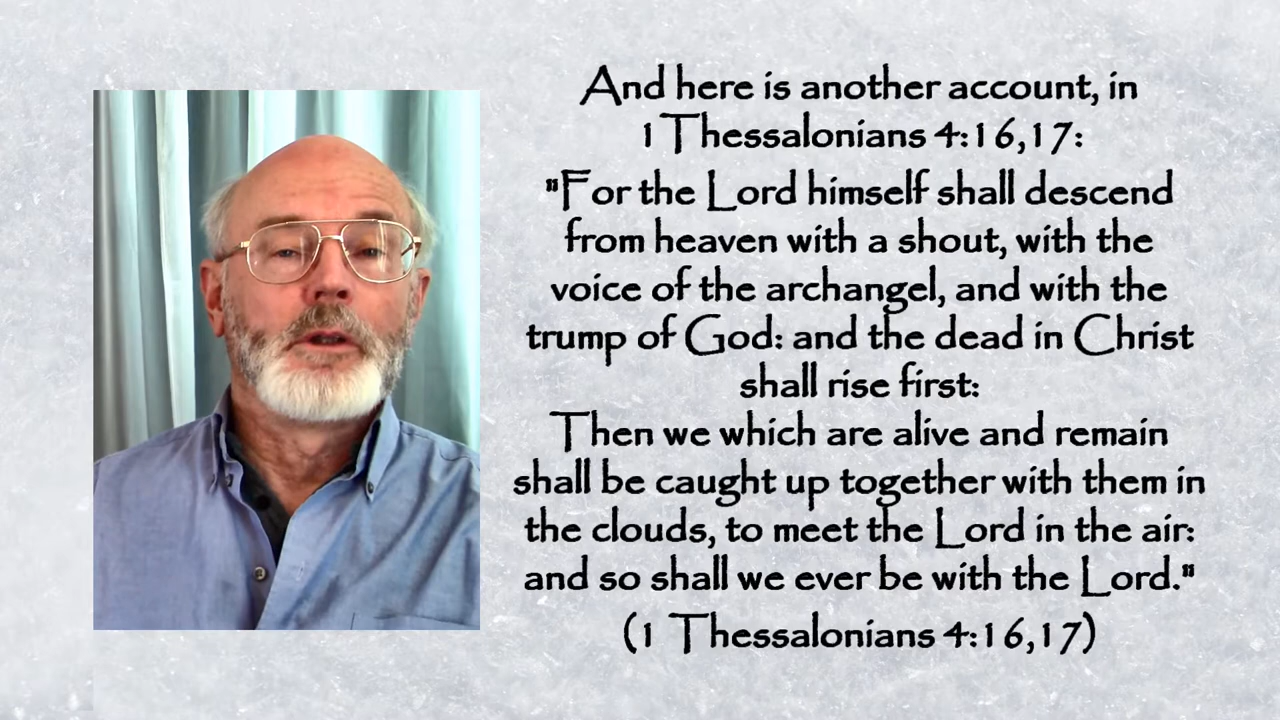 And here is another account, in
1 Thessalonians 4:16,17:
"For the Lord himself shall descend
from heaven with a shout, with the
voice of the archangel, and with the
trump of God: and the dead in Christ
shall rise first:
Then we which are alive and remain
shall be caught up together with them in
the clouds, to meet the Lord in the air:
and so shall we ever be with the Lord."
(1 Thessalonians 4:16,17)